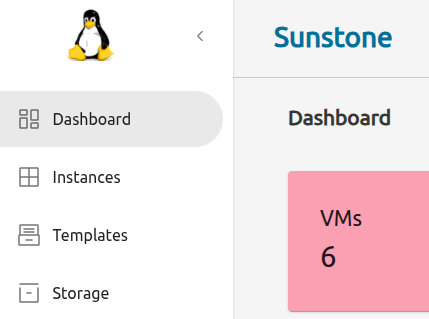 Sunstone
Dashboard
Instances
Templates
Storage
Dashboard
VMs
6